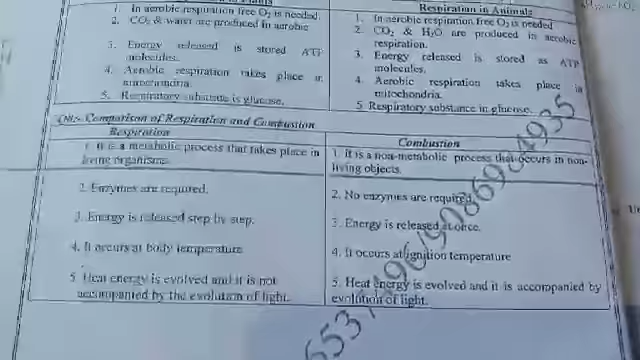 Respiration in Animals
1. In aerobic respiration free O₂ is needed.
2. CO₂ & water are produced in aerobic
3. Energy released is stored ATP
molecules.
4. Aerobic respiration takes place in
mitochondria.
5. Respiratory substrate is glucose.
1. In aerobic respiration free O₂ is needed
2. CO₂ & H₂O are produced in aerobic
respiration.
3. Energy released is stored as ATP
molecules.
4. Aerobic respiration takes place in
mitochondria.
5 Respiratory substance in glucose.
Comparison of Respiration and Combustion
Respiration
1. It is a metabolic process that takes place in
living organisms.
2. Enzymes are required.
3. Energy is released step by step.
4. It occurs at body temperature
5. Heat energy is evolved and it is not
accompanied by the evolution of light.
Combustion
1. It is a non-metabolic process that occurs in non-
living objects.
2. No enzymes are required.
3. Energy is released at once.
4. It occurs at ignition temperature
5. Heat energy is evolved and it is accompanied by
evolution of light.